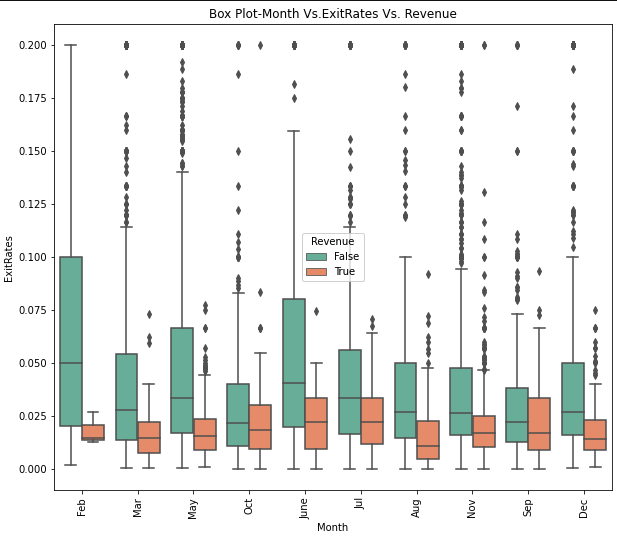 Box Plot-Month Vs.ExitRates Vs. Revenue
0.200
0.175
0.150
0.125
0.100
0.075
0.050
0.025
0.000
ExitRates
Revenue
False
True
Feb
Mar
May
Oct
June
Jul
Aug
Nov
Sep
Dec
Month